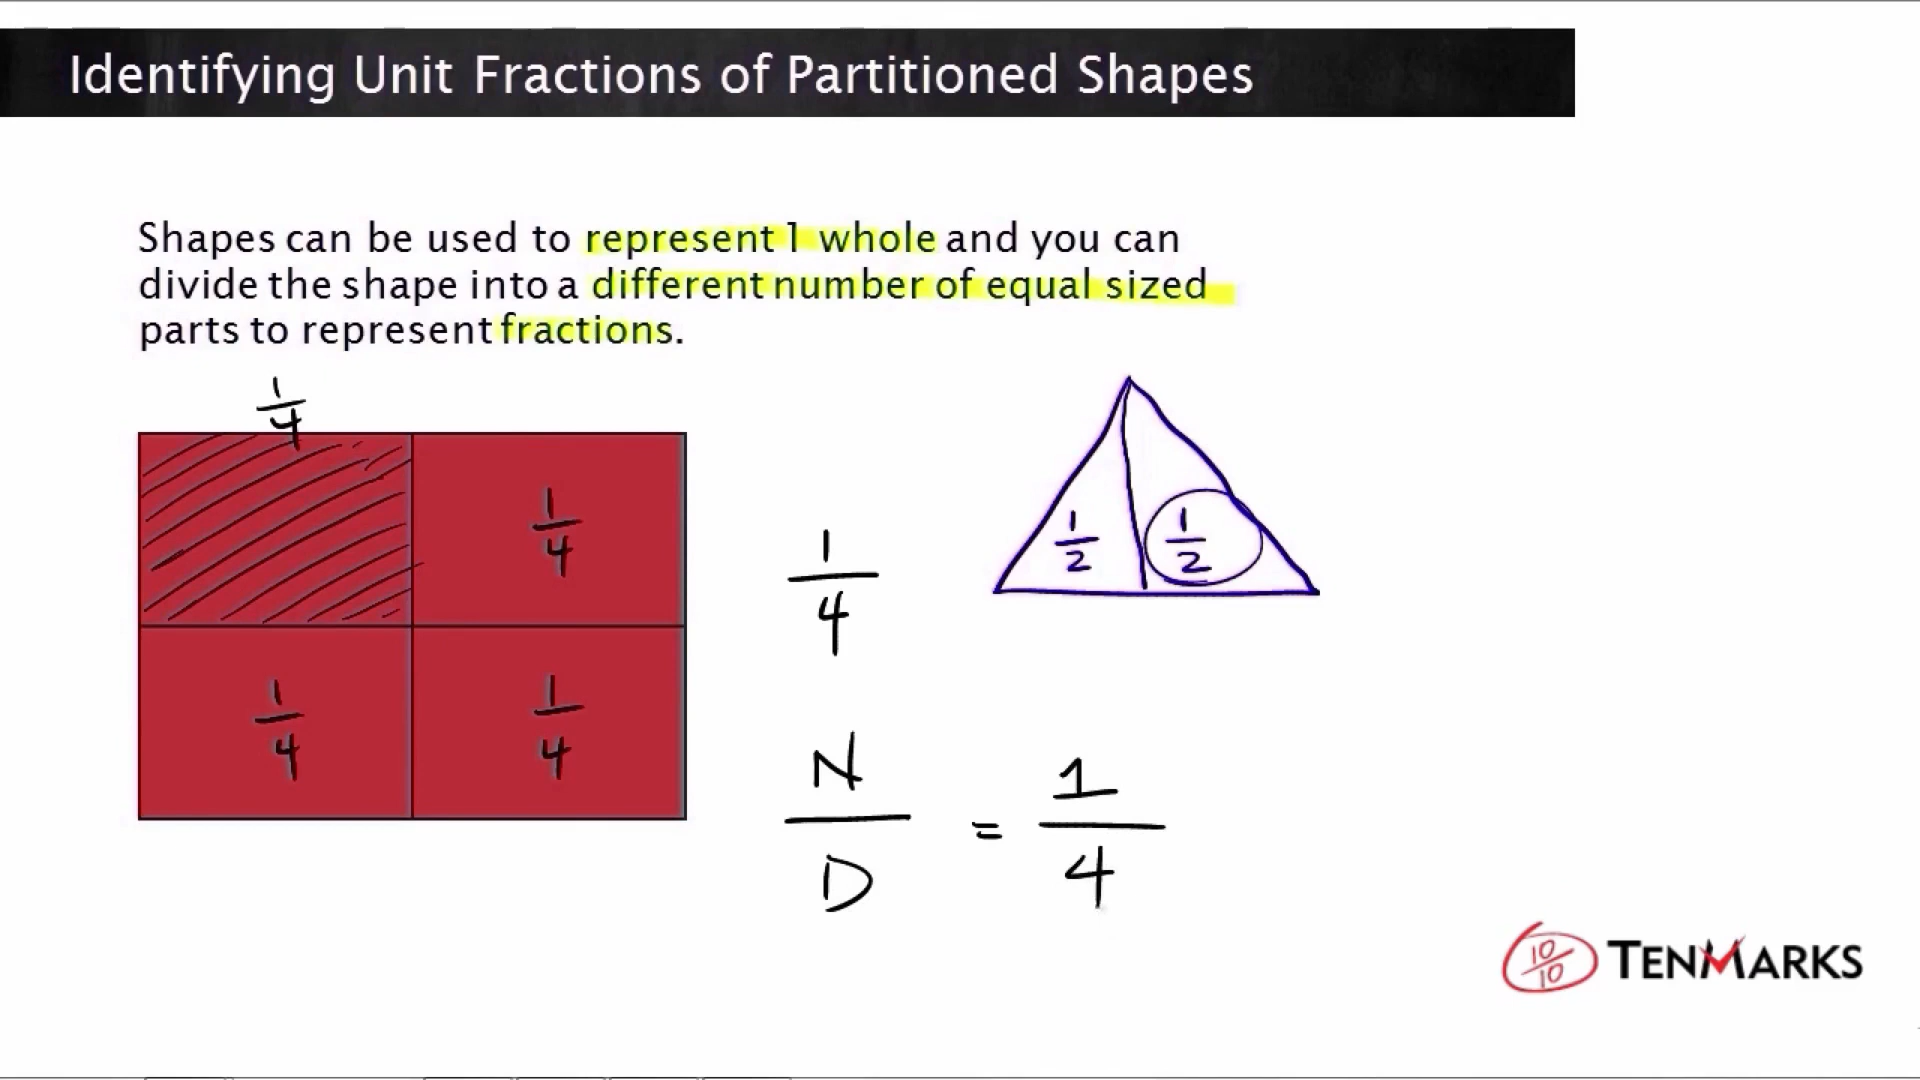 Identifying Unit Fractions of Partitioned Shapes
Shapes can be used to represent 1 whole and you can
divide the shape into a different number of equal sized
parts to represent fractions.
1/4
1/4
1/4
1/4
1/4
1/2
1/2
N/D = 1/4
10/10 TENMARKS